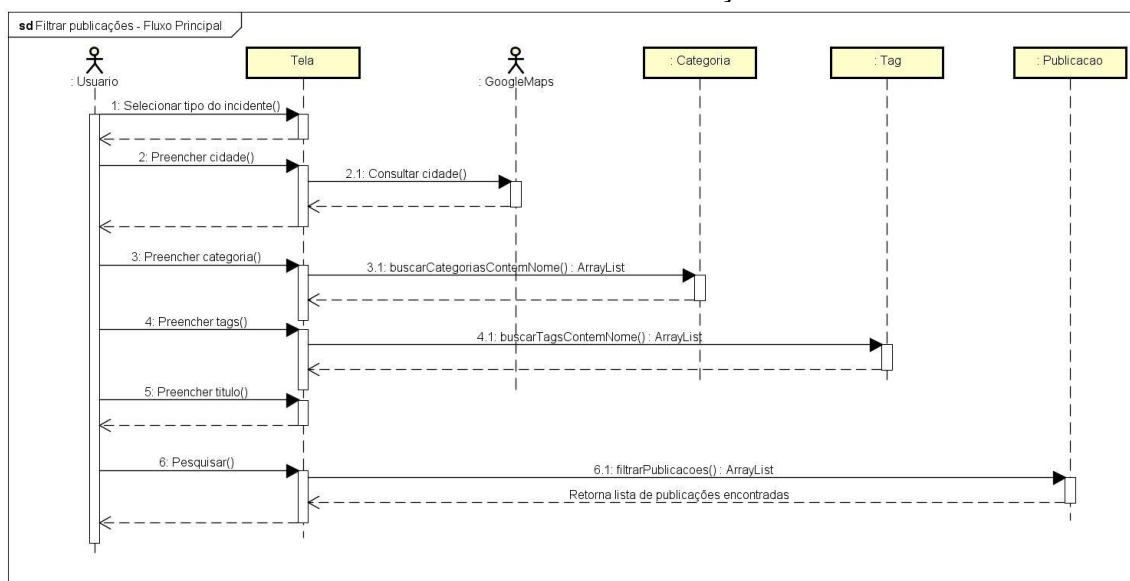 sd Filtrar publicações - Fluxo Principal
: Usuario
Tela
: GoogleMaps
: Categoria
: Tag
: Publicacao
1: Selecionar tipo do incidente()
2: Preencher cidade()
2.1: Consultar cidade()
3: Preencher categoria()
3.1: buscarCategoriasContemNome() : ArrayList
4: Preencher tags()
4.1: buscarTagsContemNome() : ArrayList
5: Preencher titulo()
6: Pesquisar()
6.1: filtrarPublicacoes() : ArrayList
Retorna lista de publicações encontradas